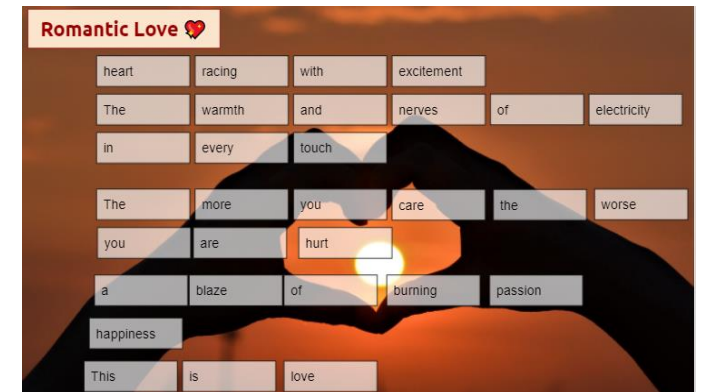 Romantic Love 💘
heart racing with excitement
The warmth and nerves of electricity
in every touch
The more you care the worse
you are hurt
a blaze of burning passion
happiness
This is love